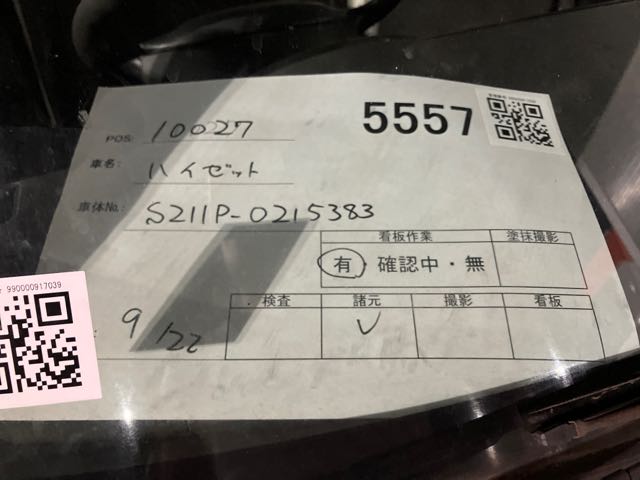 5557
POS: 10027
車名: ハイゼット
車体No.: S211P-0215383
看板作業 塗抹撮影
有・確認中・無
990000917039
検査 諸元 撮影 看板
9/22